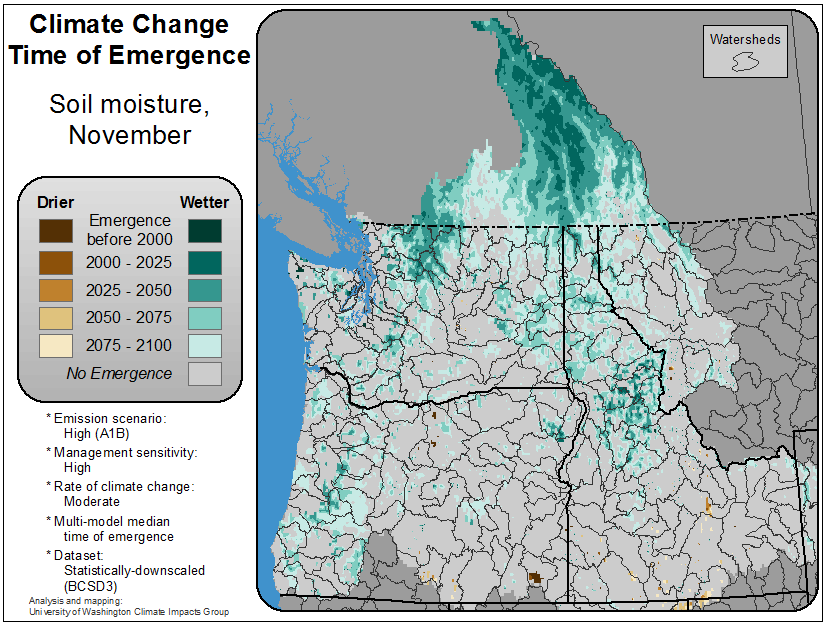 Climate Change
Time of Emergence
Soil moisture,
November
Watersheds
Drier
Wetter
Emergence
before 2000
2000 - 2025
2025 - 2050
2050 - 2075
2075 - 2100
No Emergence
* Emission scenario:
High (A1B)
* Management sensitivity:
High
* Rate of climate change:
Moderate
* Multi-model median
time of emergence
* Dataset:
Statistically-downscaled
(BCSD3)
Analysis and mapping:
University of Washington Climate Impacts Group